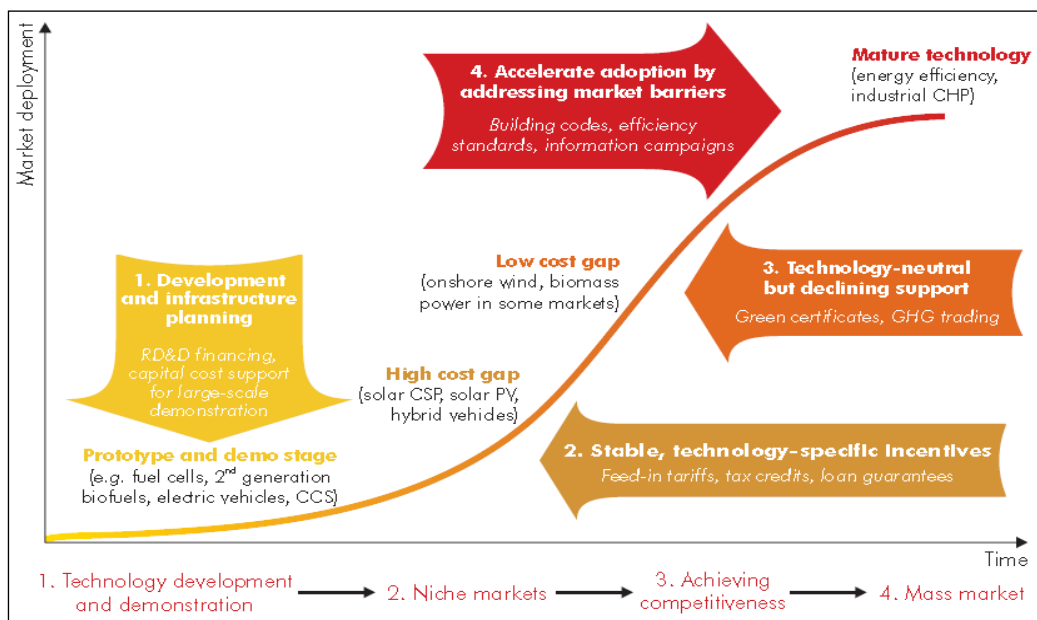 Market deployment
4. Accelerate adoption by
addressing market barriers
Building codes, efficiency
standards, information campaigns
Mature technology
(energy efficiency,
industrial CHP)
1. Development
and infrastructure
planning
RD&D financing,
capital cost support
for large-scale
demonstration
Low cost gap
(onshore wind, biomass
power in some markets)
3. Technology-neutral
but declining support
Green certificates, GHG trading
High cost gap
(solar CSP, solar PV,
hybrid vehicles)
Prototype and demo stage
(e.g. fuel cells, 2nd generation
biofuels, electric vehicles, CCS)
2. Stable, technology-specific incentives
Feed-in tariffs, tax credits, loan guarantees
Time
1. Technology development
and demonstration
2. Niche markets
3. Achieving
competitiveness
4. Mass market